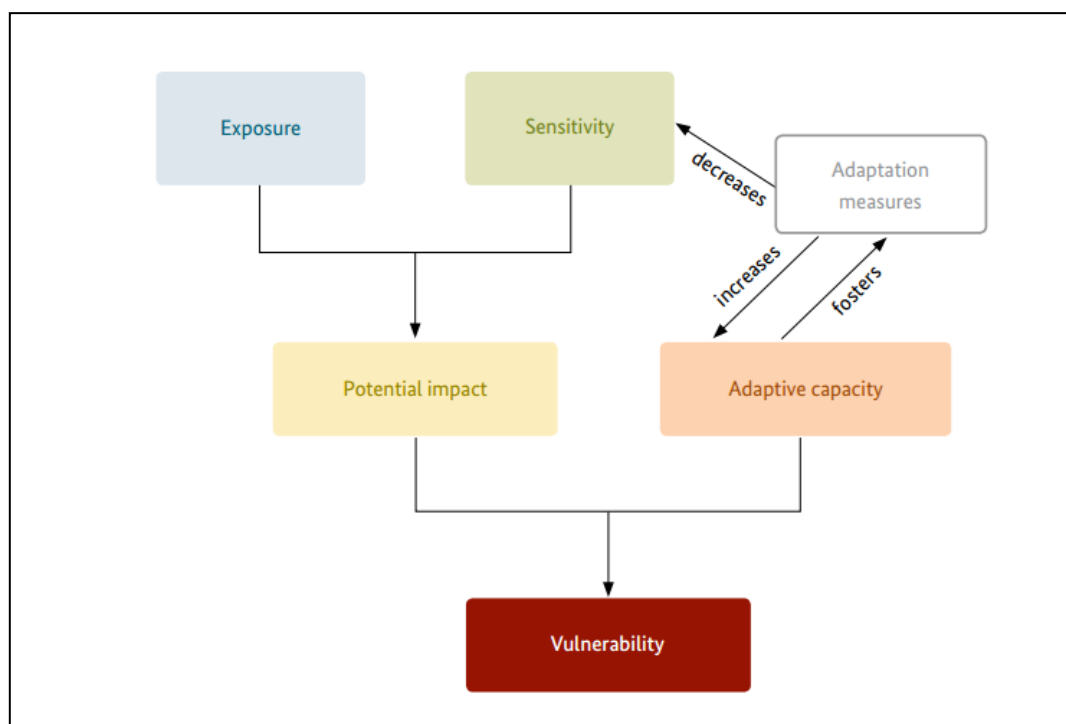 Exposure
Sensitivity
decreases
Adaptation
measures
increases
fosters
Potential impact
Adaptive capacity
Vulnerability